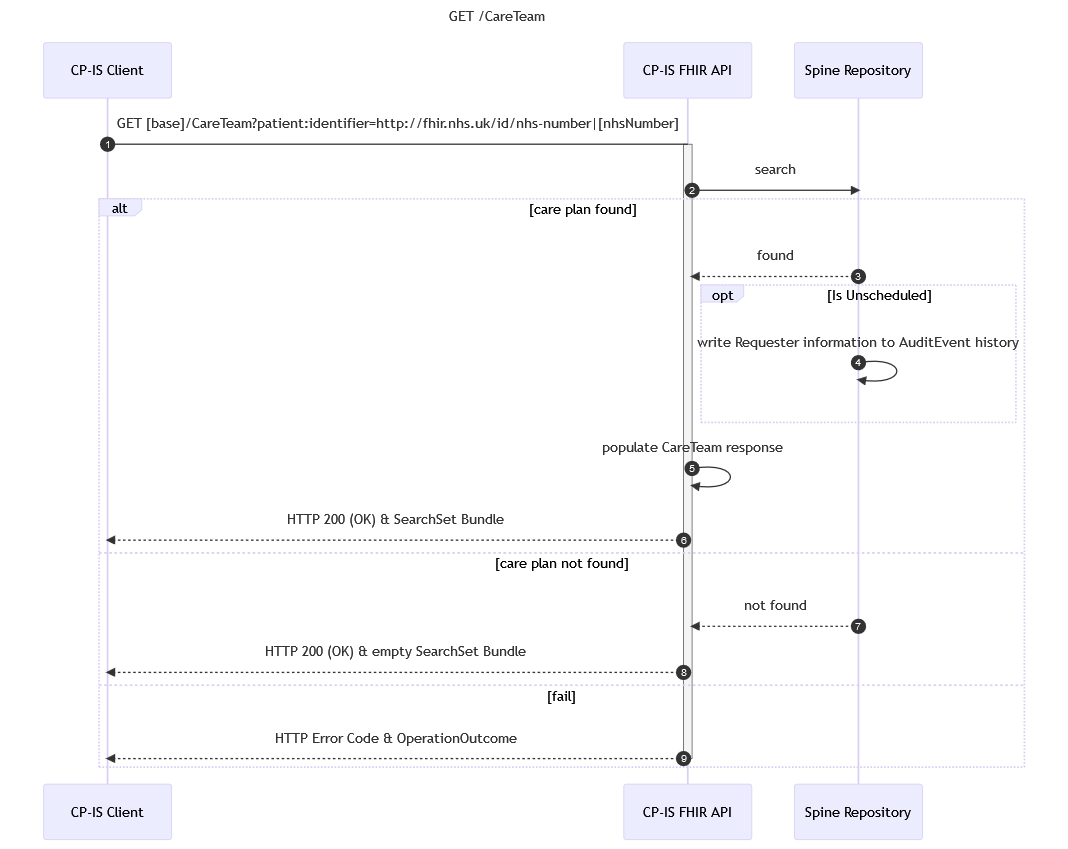 GET /CareTeam
CP-IS Client
CP-IS FHIR API
Spine Repository
GET [base]/CareTeam?patient:identifier=http://fhir.nhs.uk/id/nhs-number|[nhsNumber]
1
search
2
alt
[care plan found]
found
3
opt
[Is Unscheduled]
write Requester information to AuditEvent history
4
populate CareTeam response
5
HTTP 200 (OK) & SearchSet Bundle
6
[care plan not found]
not found
7
HTTP 200 (OK) & empty SearchSet Bundle
8
[fail]
HTTP Error Code & OperationOutcome
9
CP-IS Client
CP-IS FHIR API
Spine Repository